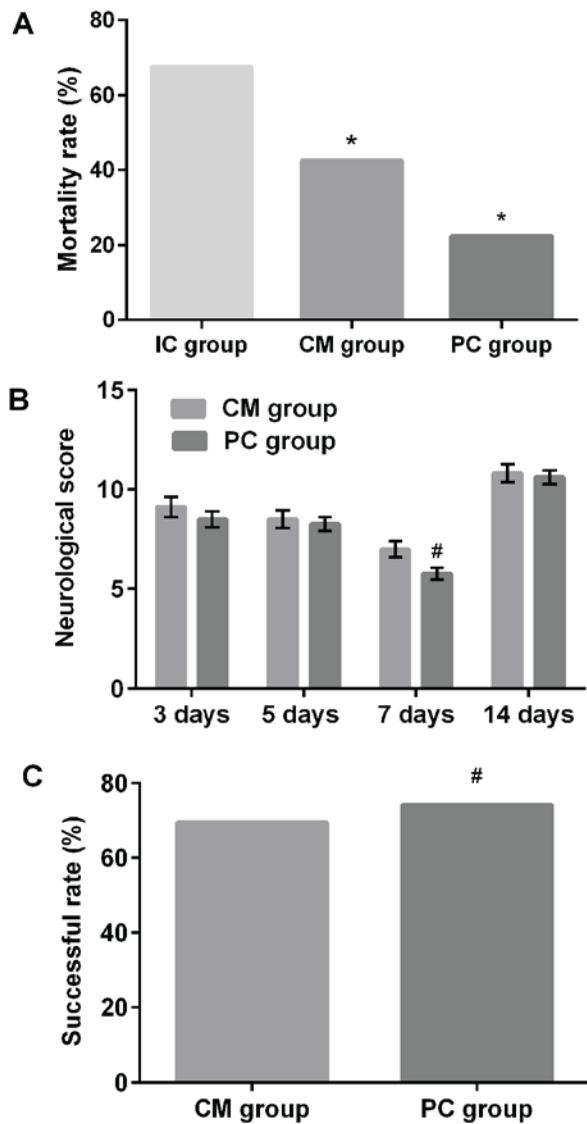 A
Mortality rate (%)
80
60
40
20
0
*
*
IC group
CM group
PC group
B
Neurological score
15
10
5
0
CM group
PC group
#
3 days
5 days
7 days
14 days
C
Successful rate (%)
80
60
40
20
0
#
CM group
PC group